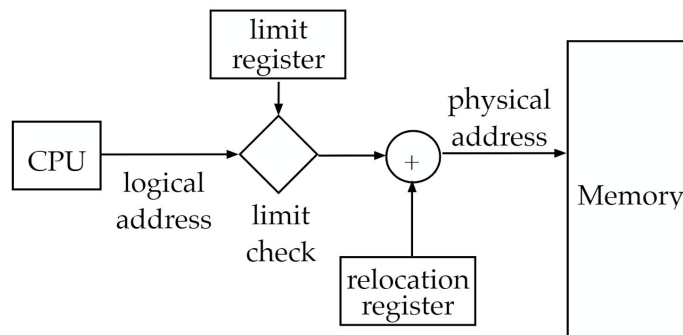 limit
register
CPU
logical
address
limit
check
+
relocation
register
physical
address
Memory